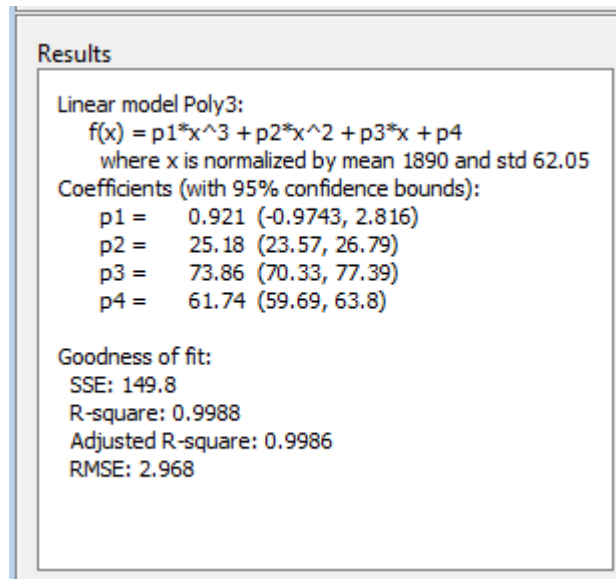 Results
Linear model Poly3:
f(x) = p1*x^3 + p2*x^2 + p3*x + p4
where x is normalized by mean 1890 and std 62.05
Coefficients (with 95% confidence bounds):
p1 = 0.921 (-0.9743, 2.816)
p2 = 25.18 (23.57, 26.79)
p3 = 73.86 (70.33, 77.39)
p4 = 61.74 (59.69, 63.8)
Goodness of fit:
SSE: 149.8
R-square: 0.9988
Adjusted R-square: 0.9986
RMSE: 2.968